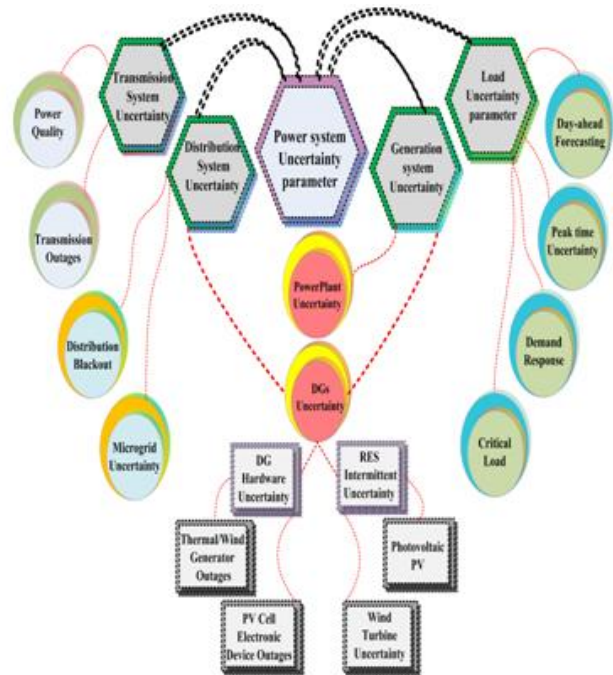 Transmission
System
Uncertainty
Load
Uncertainty
parameter
Power
Quality
Distribution
System
Uncertainty
Power system
Uncertainty
parameter
Generation
system
Uncertainty
Day-ahead
Forecasting
Transmission
Outages
PowerPlant
Uncertainty
Peak time
Uncertainty
Distribution
Blackout
DGs
Uncertainty
Demand
Response
Microgrid
Uncertainty
Critical
Load
DG
Hardware
Uncertainty
RES
Intermittent
Uncertainty
Thermal/Wind
Generator
Outages
Photovoltaic
PV
PV Cell
Electronic
Device Outages
Wind
Turbine
Uncertainty